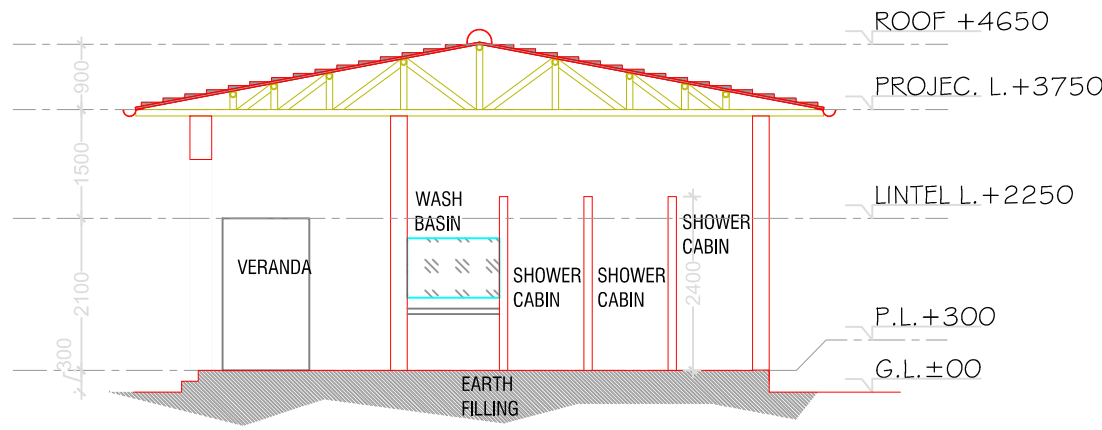 ROOF +4650
PROJEC. L.+3750
LINTEL L.+2250
P.L.+300
G.L.±00
900
1500
2100
300
WASH
BASIN
VERANDA
SHOWER
CABIN
SHOWER
CABIN
SHOWER
CABIN
2400
EARTH
FILLING